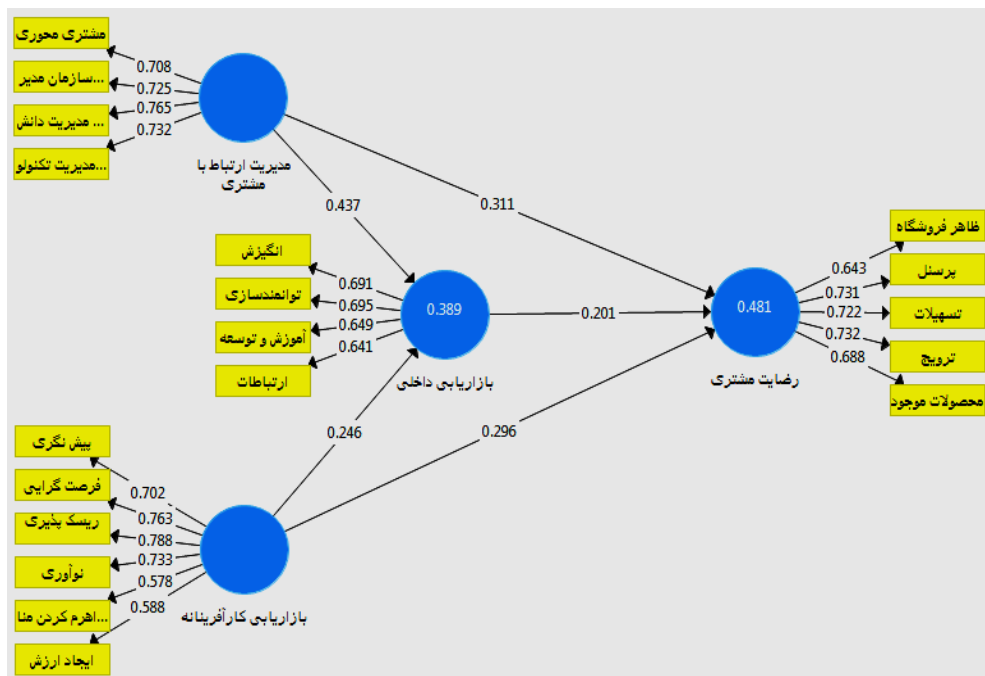 مشتری محوری
سازمان مدیر...
مدیریت دانش ...
مدیریت تکنولو...
0.708
0.725
0.765
0.732
مدیریت ارتباط با
مشتری
0.437
0.311
انگیزش
توانمندسازی
آموزش و توسعه
ارتباطات
0.691
0.695
0.649
0.641
0.389
بازاریابی داخلی
0.201
0.481
رضایت مشتری
ظاهر فروشگاه
پرسنل
تسهیلات
ترویج
محصولات موجود
0.643
0.731
0.722
0.732
0.688
0.246
0.296
پیش نگری
فرصت گرایی
ریسک پذیری
نوآوری
اهرم کردن منا...
ایجاد ارزش
0.702
0.763
0.788
0.733
0.578
0.588
بازاریابی کارآفرینانه